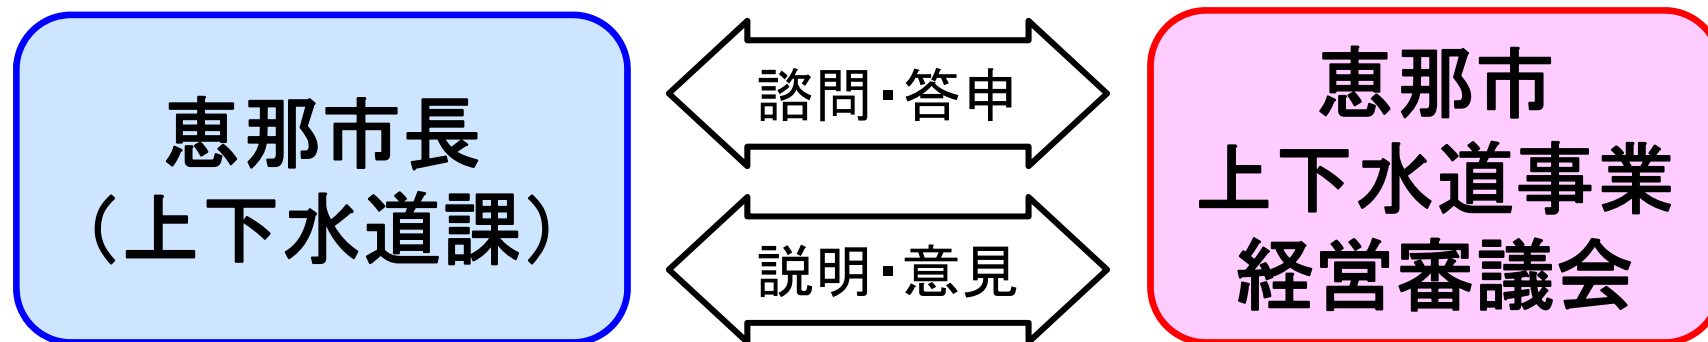 恵那市長
（上下水道課）
諮問・答申
説明・意見
恵那市
上下水道事業
経営審議会